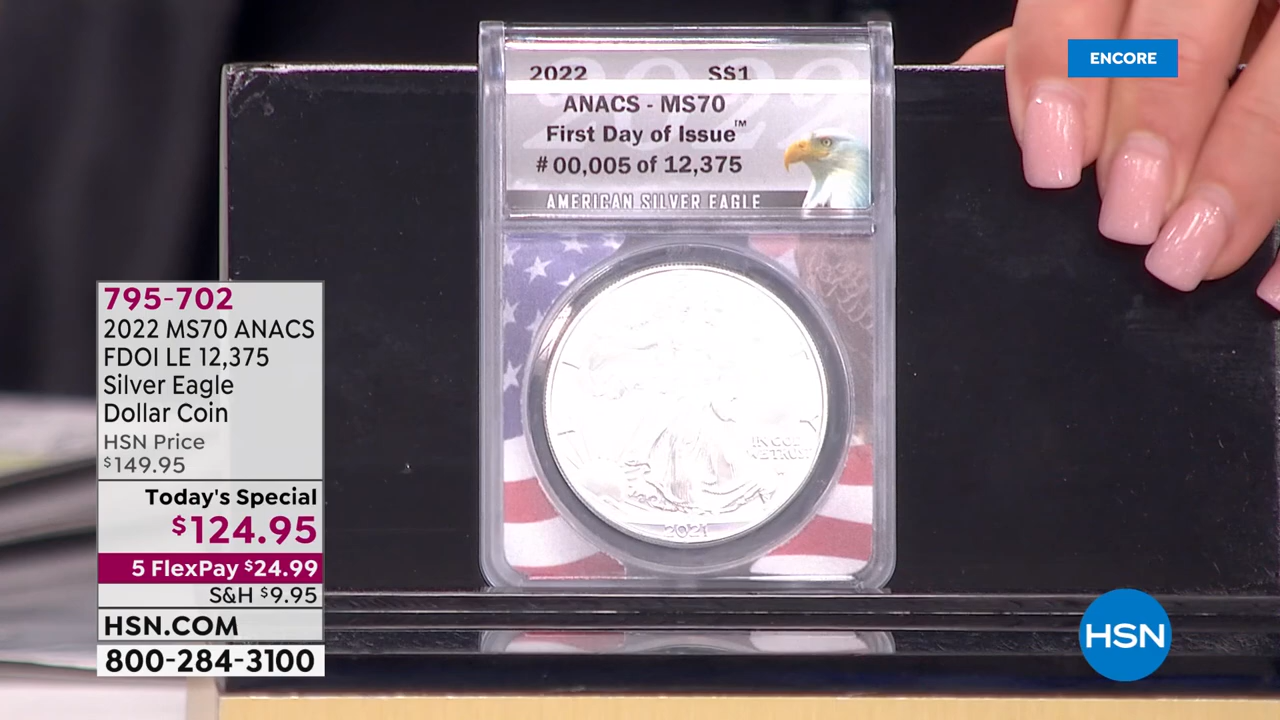 ENCORE
2022 S$1
ANACS - MS70
First Day of Issue™
# 00,005 of 12,375
AMERICAN SILVER EAGLE
IN GOD
WE TRUST
2021
795-702
2022 MS70 ANACS
FDOI LE 12,375
Silver Eagle
Dollar Coin
HSN Price
$149.95
Today's Special
$124.95
5 FlexPay $24.99
S&H $9.95
HSN.COM
800-284-3100
HSN